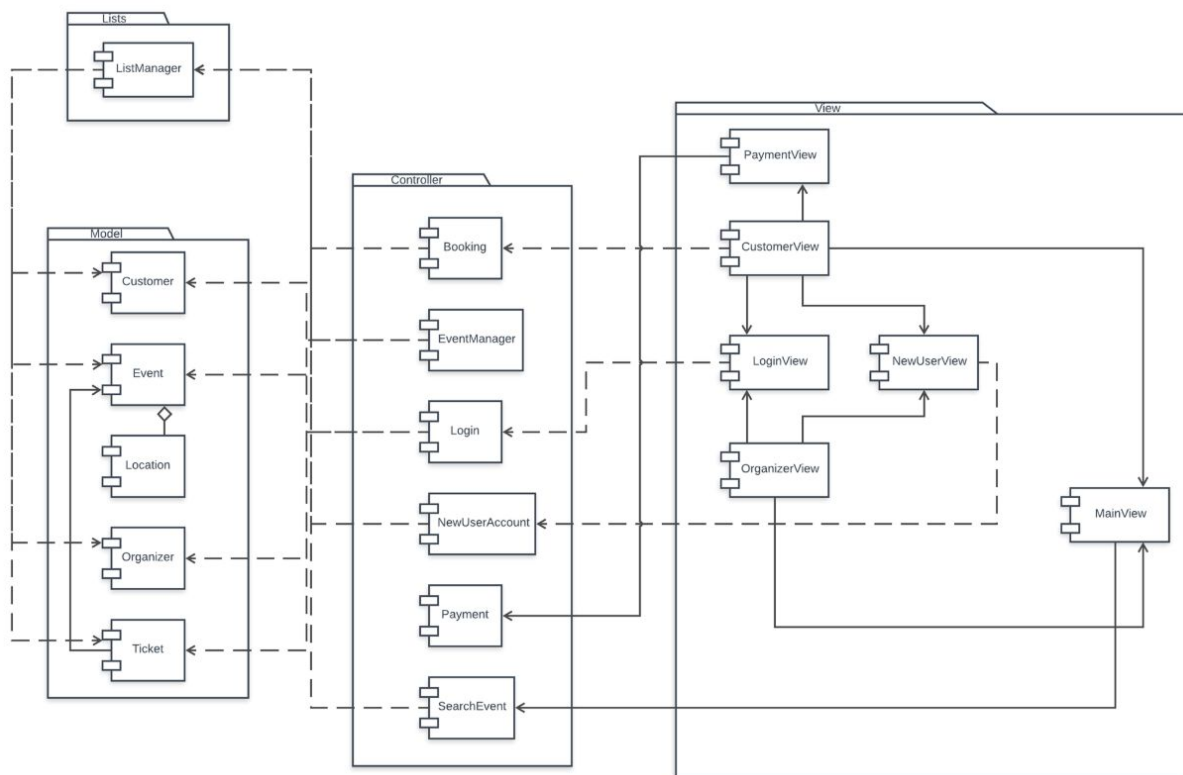 Lists
ListManager
Model
Customer
Event
Location
Organizer
Ticket
Controller
Booking
EventManager
Login
NewUserAccount
Payment
SearchEvent
View
PaymentView
CustomerView
LoginView
NewUserView
OrganizerView
MainView